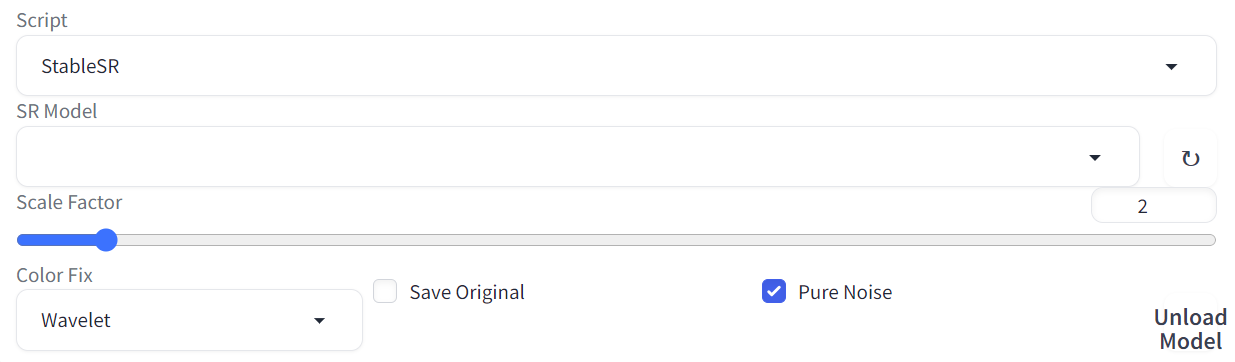 Script
StableSR
SR Model
↻
Scale Factor
2
Color Fix
Wavelet
Save Original
Pure Noise
Unload
Model